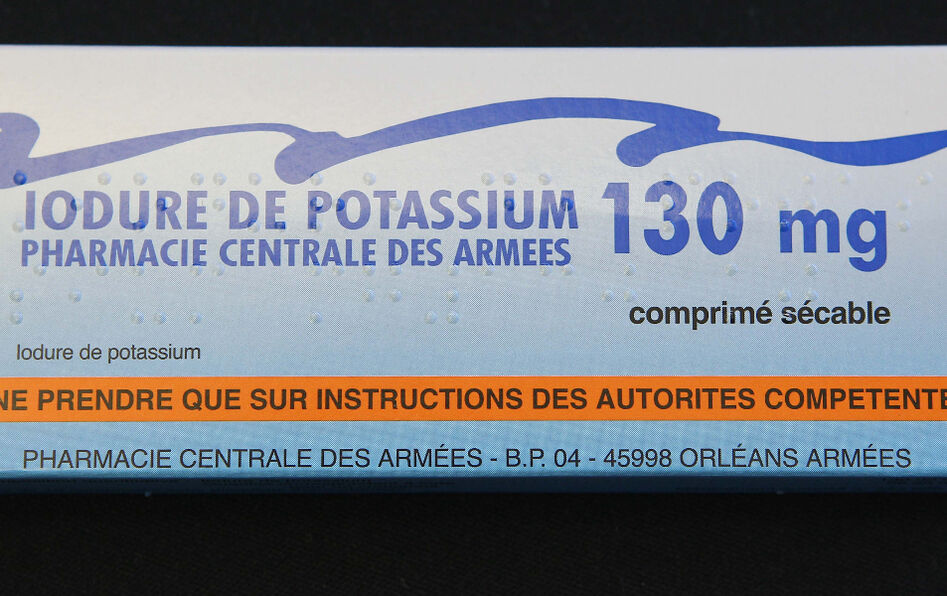 IODURE DE POTASSIUM 130 mg
PHARMACIE CENTRALE DES ARMEES
comprimé sécable
Iodure de potassium
NE PRENDRE QUE SUR INSTRUCTIONS DES AUTORITES COMPETENTE
PHARMACIE CENTRALE DES ARMÉES - B.P. 04 - 45998 ORLÉANS ARMÉES